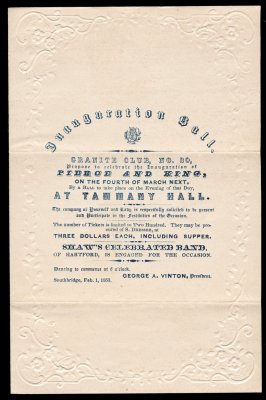 Inauguration Ball.
GRANITE CLUB, NO. 30,
Propose to celebrate the Inauguration of
PIERCE AND KING,
ON THE FOURTH OF MARCH NEXT,
By a BALL to take place on the Evening of that Day,
AT TAMMANY HALL.
The company of Yourself and Lady is respectfully solicited to be present
and Participate in the Festivities of the Occasion.
The number of Tickets is limited to Two Hundred. They may be pro-
cured of S. at
THREE DOLLARS EACH, INCLUDING SUPPER.
SHAW'S CELEBRATED BAND,
OF HARTFORD, IS ENGAGED FOR THE OCCASION.
Dancing to commence at 6 o'clock.
GEORGE A. VINTON, President.
Southbridge, Feb. 1, 1853.